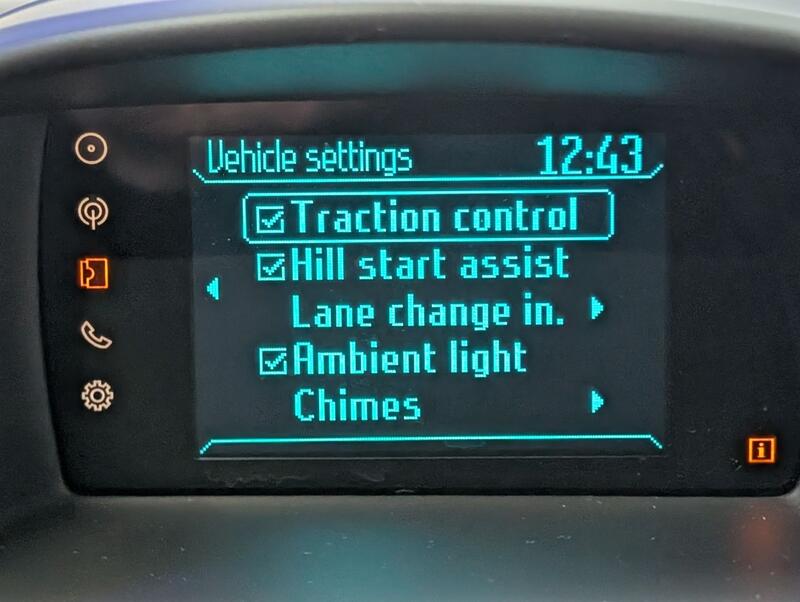 Vehicle settings 12:43
Traction control
Hill start assist
Lane change in.
Ambient light
Chimes
i